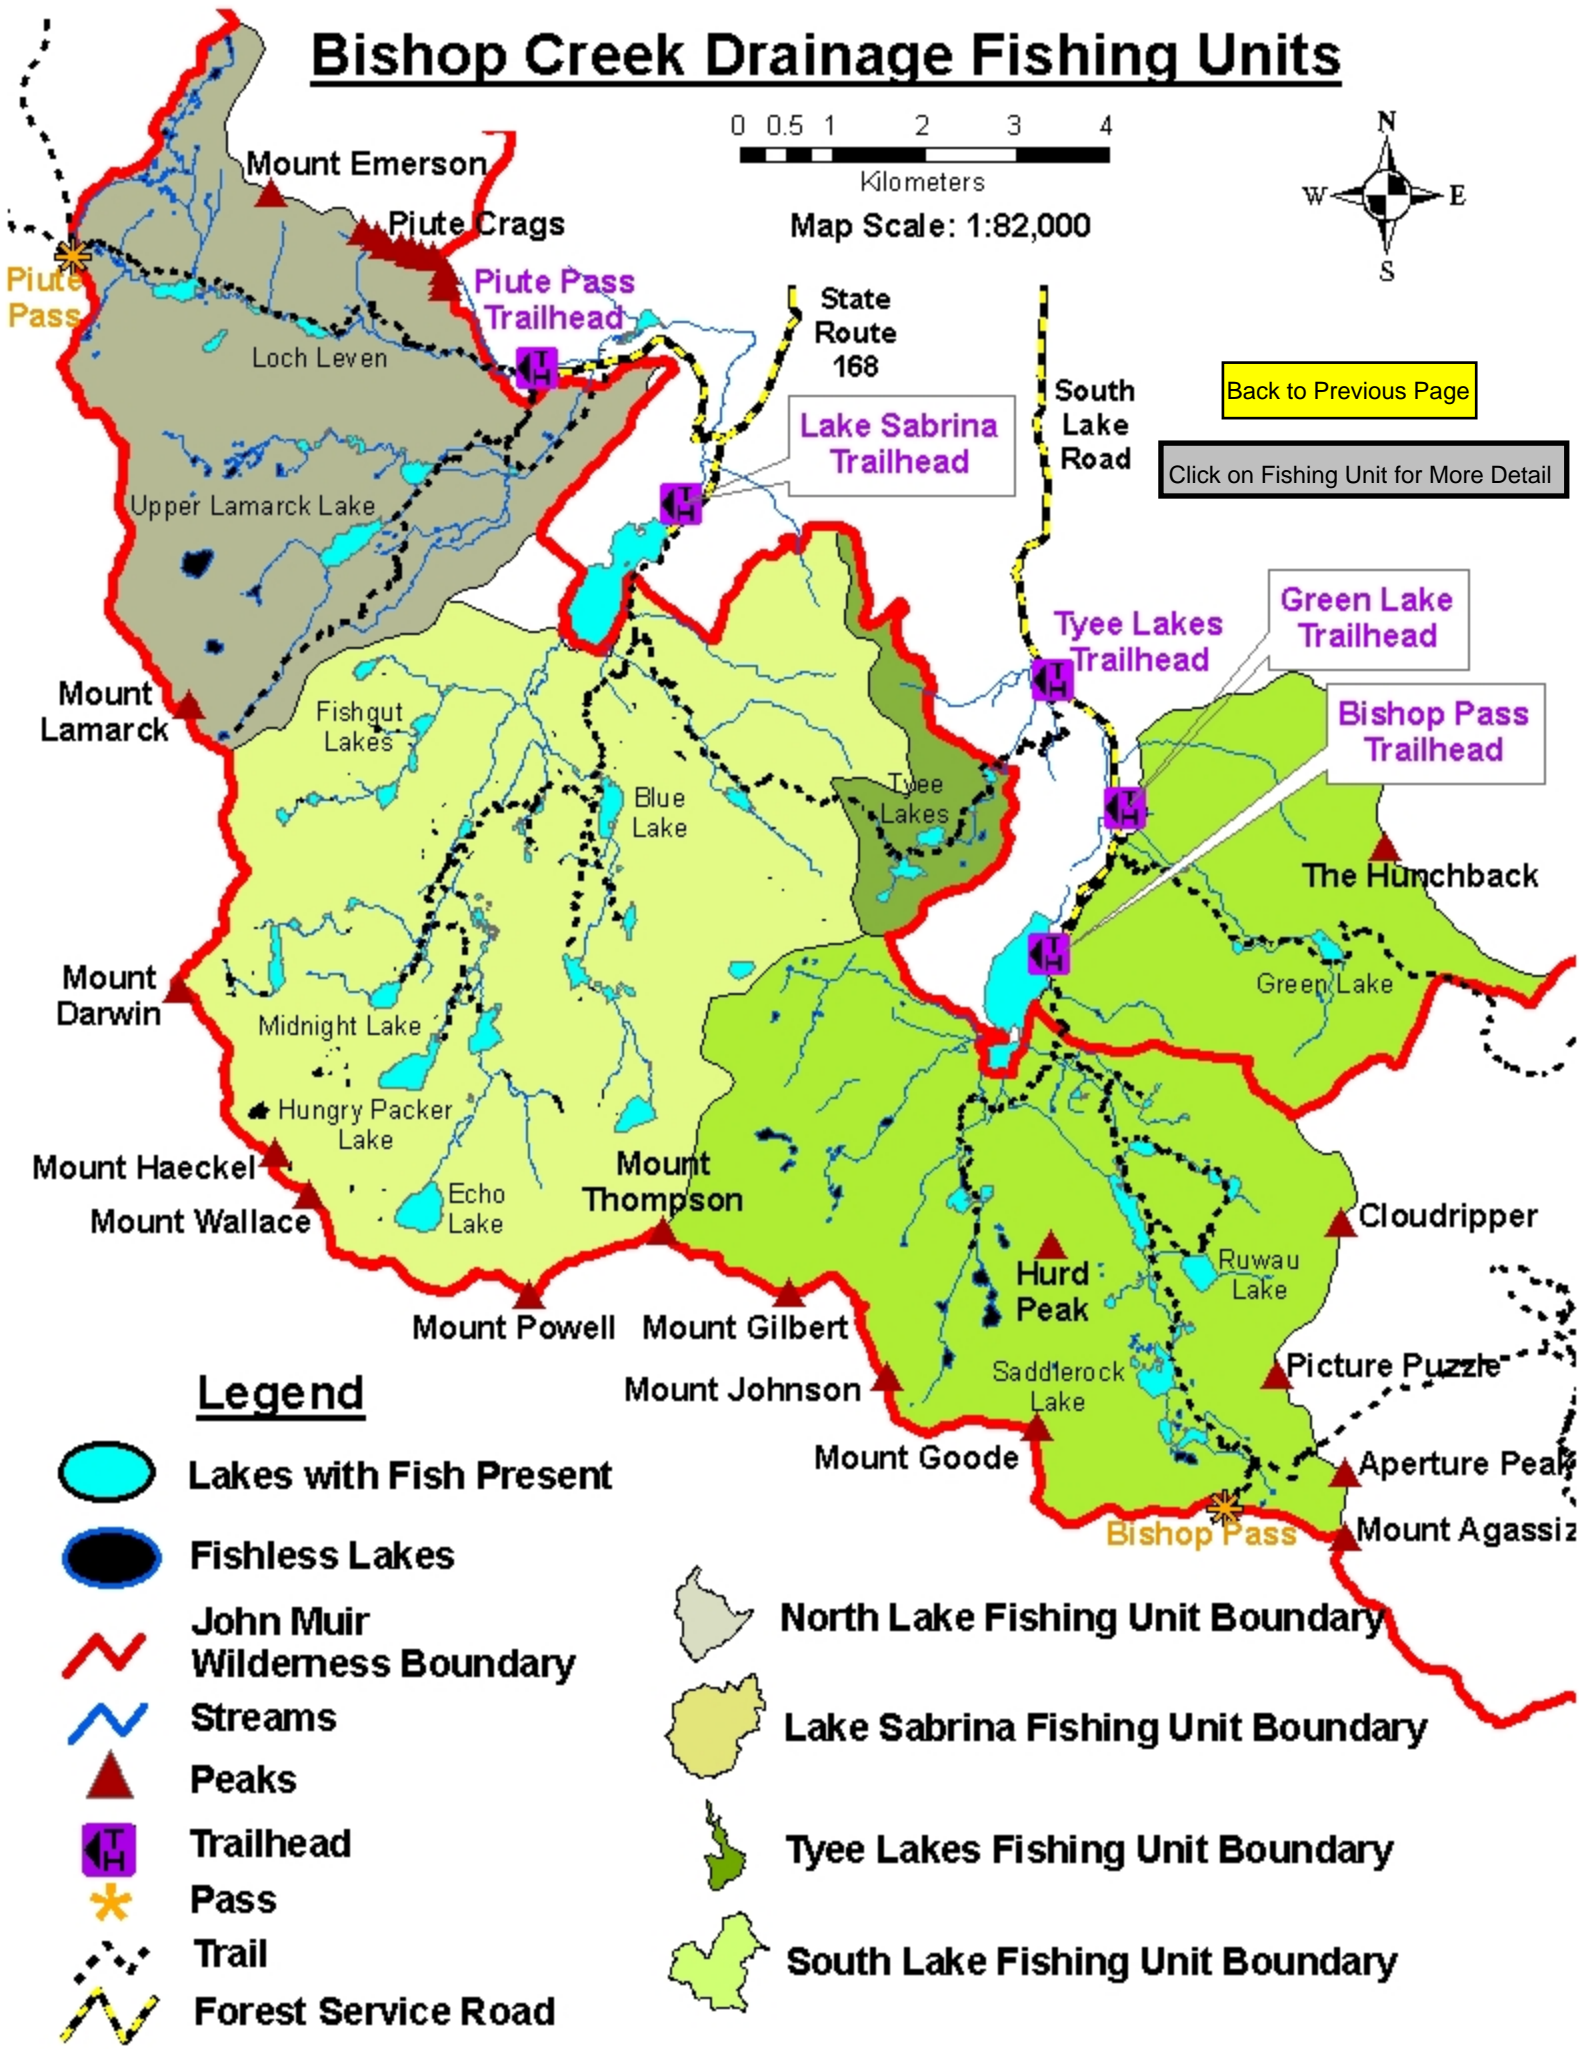 Bishop Creek Drainage Fishing Units
0 0.5 1 2 3 4
Kilometers
Map Scale: 1:82,000
N
W E
S
Mount Emerson
Piute Crags
Piute
Pass
Piute Pass
Trailhead
State
Route
168
South
Lake
Road
Back to Previous Page
Click on Fishing Unit for More Detail
Loch Leven
TH
Lake Sabrina
Trailhead
TH
Upper Lamarck Lake
Green Lake
Trailhead
Tyee Lakes
Trailhead
TH
Mount
Lamarck
Fishgut
Lakes
Bishop Pass
Trailhead
Blue
Lake
Tyee
Lakes
TH
The Hunchback
Mount
Darwin
TH
Green Lake
Midnight Lake
Hungry Packer
Lake
Mount Haeckel
Mount Wallace
Echo
Lake
Mount
Thompson
Cloudripper
Hurd
Peak
Ruwau
Lake
Mount Powell
Mount Gilbert
Mount Johnson
Saddlerock
Lake
Picture Puzzle
Mount Goode
Aperture Peak
Bishop Pass
Mount Agassiz
Legend
Lakes with Fish Present
Fishless Lakes
John Muir
Wilderness Boundary
Streams
Peaks
TH
Trailhead
Pass
Trail
Forest Service Road
North Lake Fishing Unit Boundary
Lake Sabrina Fishing Unit Boundary
Tyee Lakes Fishing Unit Boundary
South Lake Fishing Unit Boundary